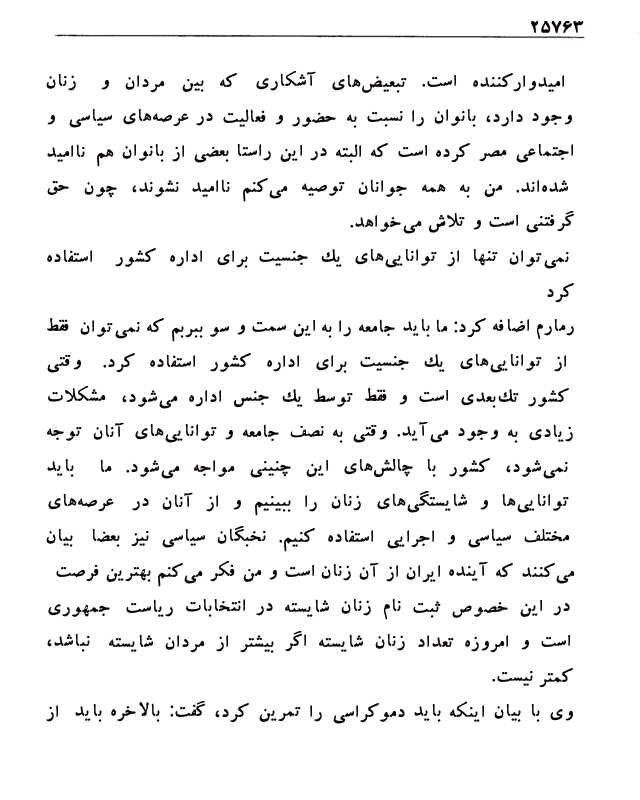 ۲۵۷۶۳
امیدوارکننده است. تبعیض‌های آشکاری که بین مردان و زنان
وجود دارد، بانوان را نسبت به حضور و فعالیت در عرصه‌های سیاسی و
اجتماعی مصر کرده است که البته در این راستا بعضی از بانوان هم ناامید
شده‌اند. من به همه جوانان توصیه می‌کنم ناامید نشوند، چون حق
گرفتنی است و تلاش می‌خواهد.
نمی‌توان تنها از توانایی‌های یك جنسیت برای اداره کشور استفاده
کرد
رمارم اضافه کرد: ما باید جامعه را به این سمت و سو ببریم که نمی‌توان فقط
از توانایی‌های یك جنسیت برای اداره کشور استفاده کرد. وقتی
کشور تك‌بعدی است و فقط توسط یك جنس اداره می‌شود، مشکلات
زیادی به وجود می‌آید. وقتی به نصف جامعه و توانایی‌های آنان توجه
نمی‌شود، کشور با چالش‌های این چنینی مواجه می‌شود. ما باید
توانایی‌ها و شایستگی‌های زنان را ببینیم و از آنان در عرصه‌های
مختلف سیاسی و اجرایی استفاده کنیم. نخبگان سیاسی نیز بعضا بیان
می‌کنند که آینده ایران از آن زنان است و من فکر می‌کنم بهترین فرصت
در این خصوص ثبت نام زنان شایسته در انتخابات ریاست جمهوری
است و امروزه تعداد زنان شایسته اگر بیشتر از مردان شایسته نباشد،
کمتر نیست.
وی با بیان اینکه باید دموکراسی را تمرین کرد، گفت: بالاخره باید از